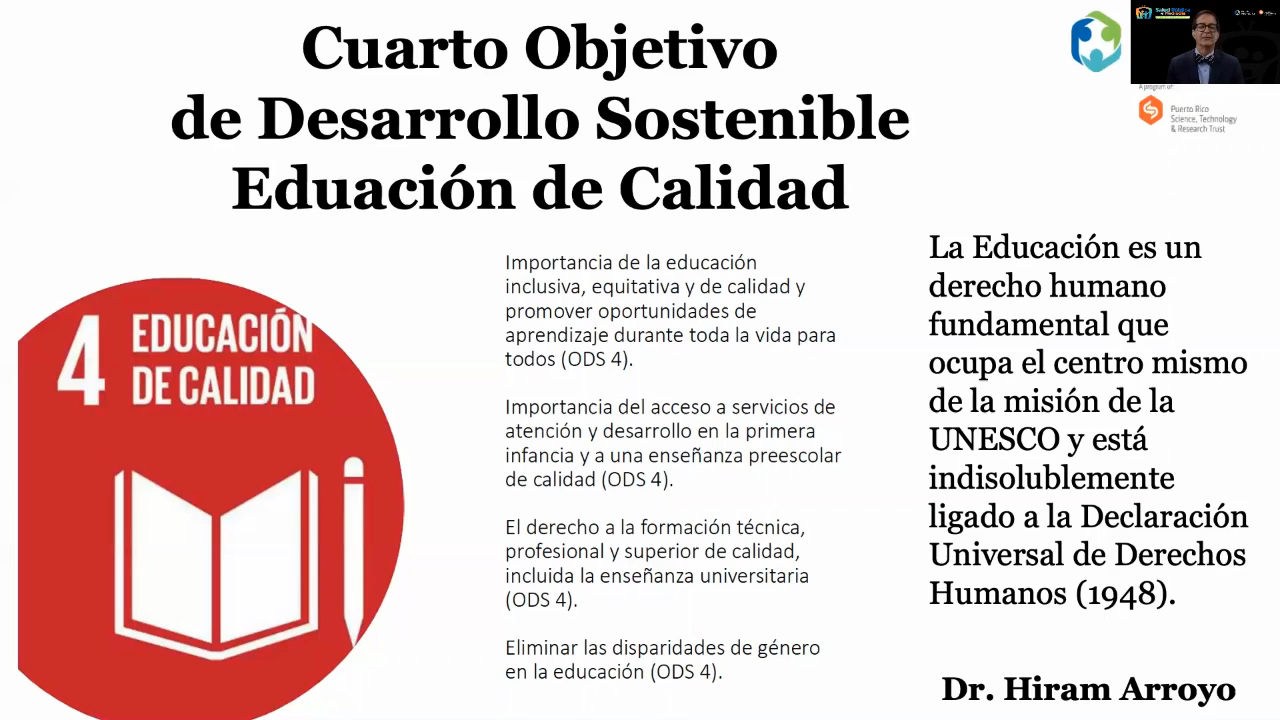 Cuarto Objetivo
de Desarrollo Sostenible
Eduación de Calidad
A program of:
Puerto Rico
Science, Technology
& Research Trust
4 EDUCACIÓN
DE CALIDAD
Importancia de la educación
inclusiva, equitativa y de calidad y
promover oportunidades de
aprendizaje durante toda la vida para
todos (ODS 4).
Importancia del acceso a servicios de
atención y desarrollo en la primera
infancia y a una enseñanza preescolar
de calidad (ODS 4).
El derecho a la formación técnica,
profesional y superior de calidad,
incluida la enseñanza universitaria
(ODS 4).
Eliminar las disparidades de género
en la educación (ODS 4).
La Educación es un
derecho humano
fundamental que
ocupa el centro mismo
de la misión de la
UNESCO y está
indisolublemente
ligado a la Declaración
Universal de Derechos
Humanos (1948).
Dr. Hiram Arroyo